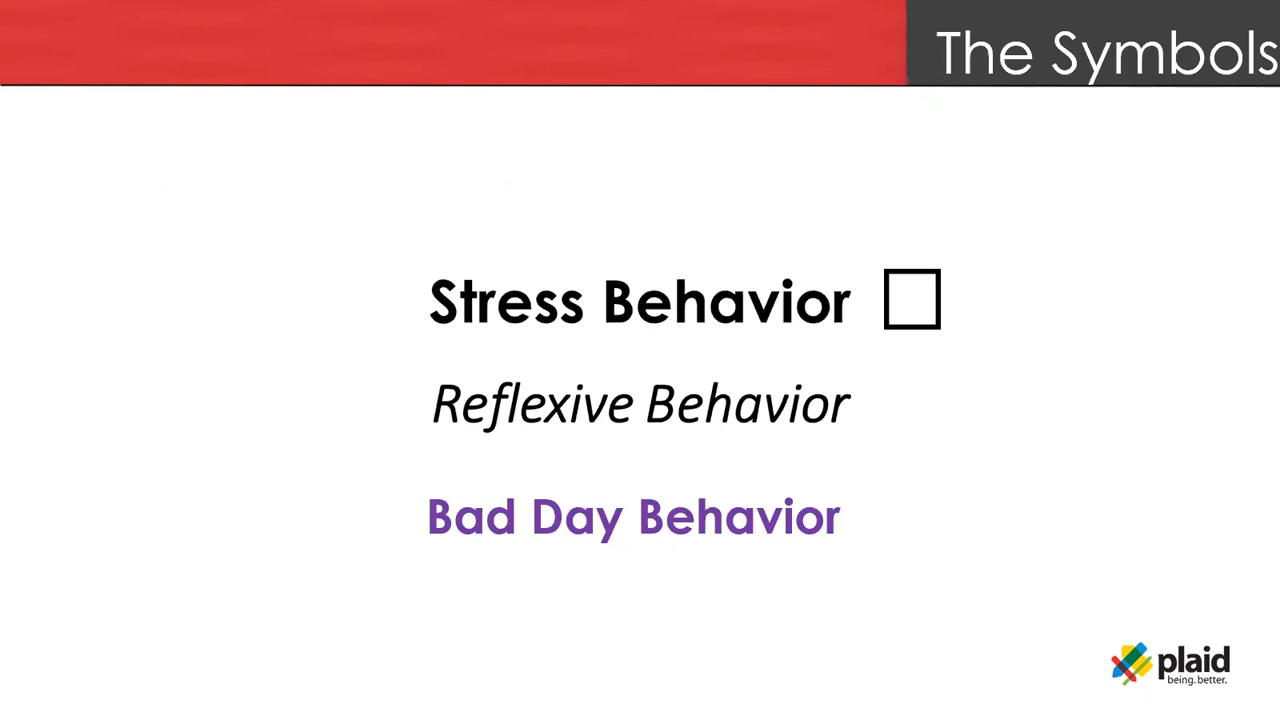 The Symbols
Stress Behavior
Reflexive Behavior
Bad Day Behavior
plaid
being.better.